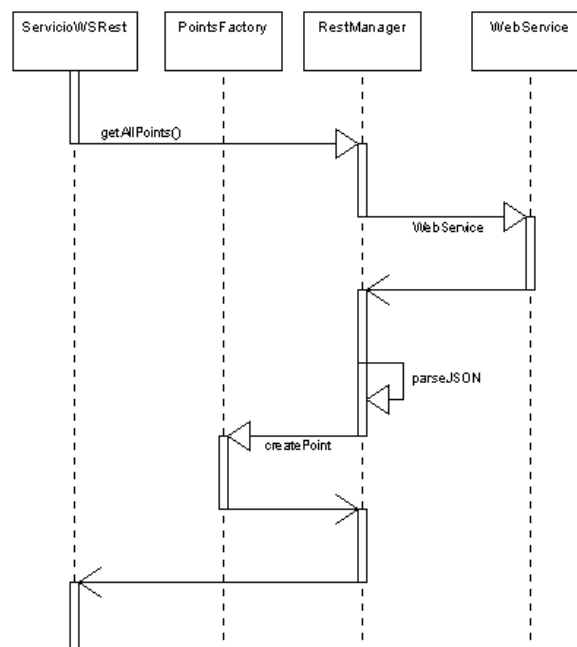 ServicioWSRest
PointsFactory
RestManager
WebService
getAllPoints()
WebService
parseJSON
createPoint